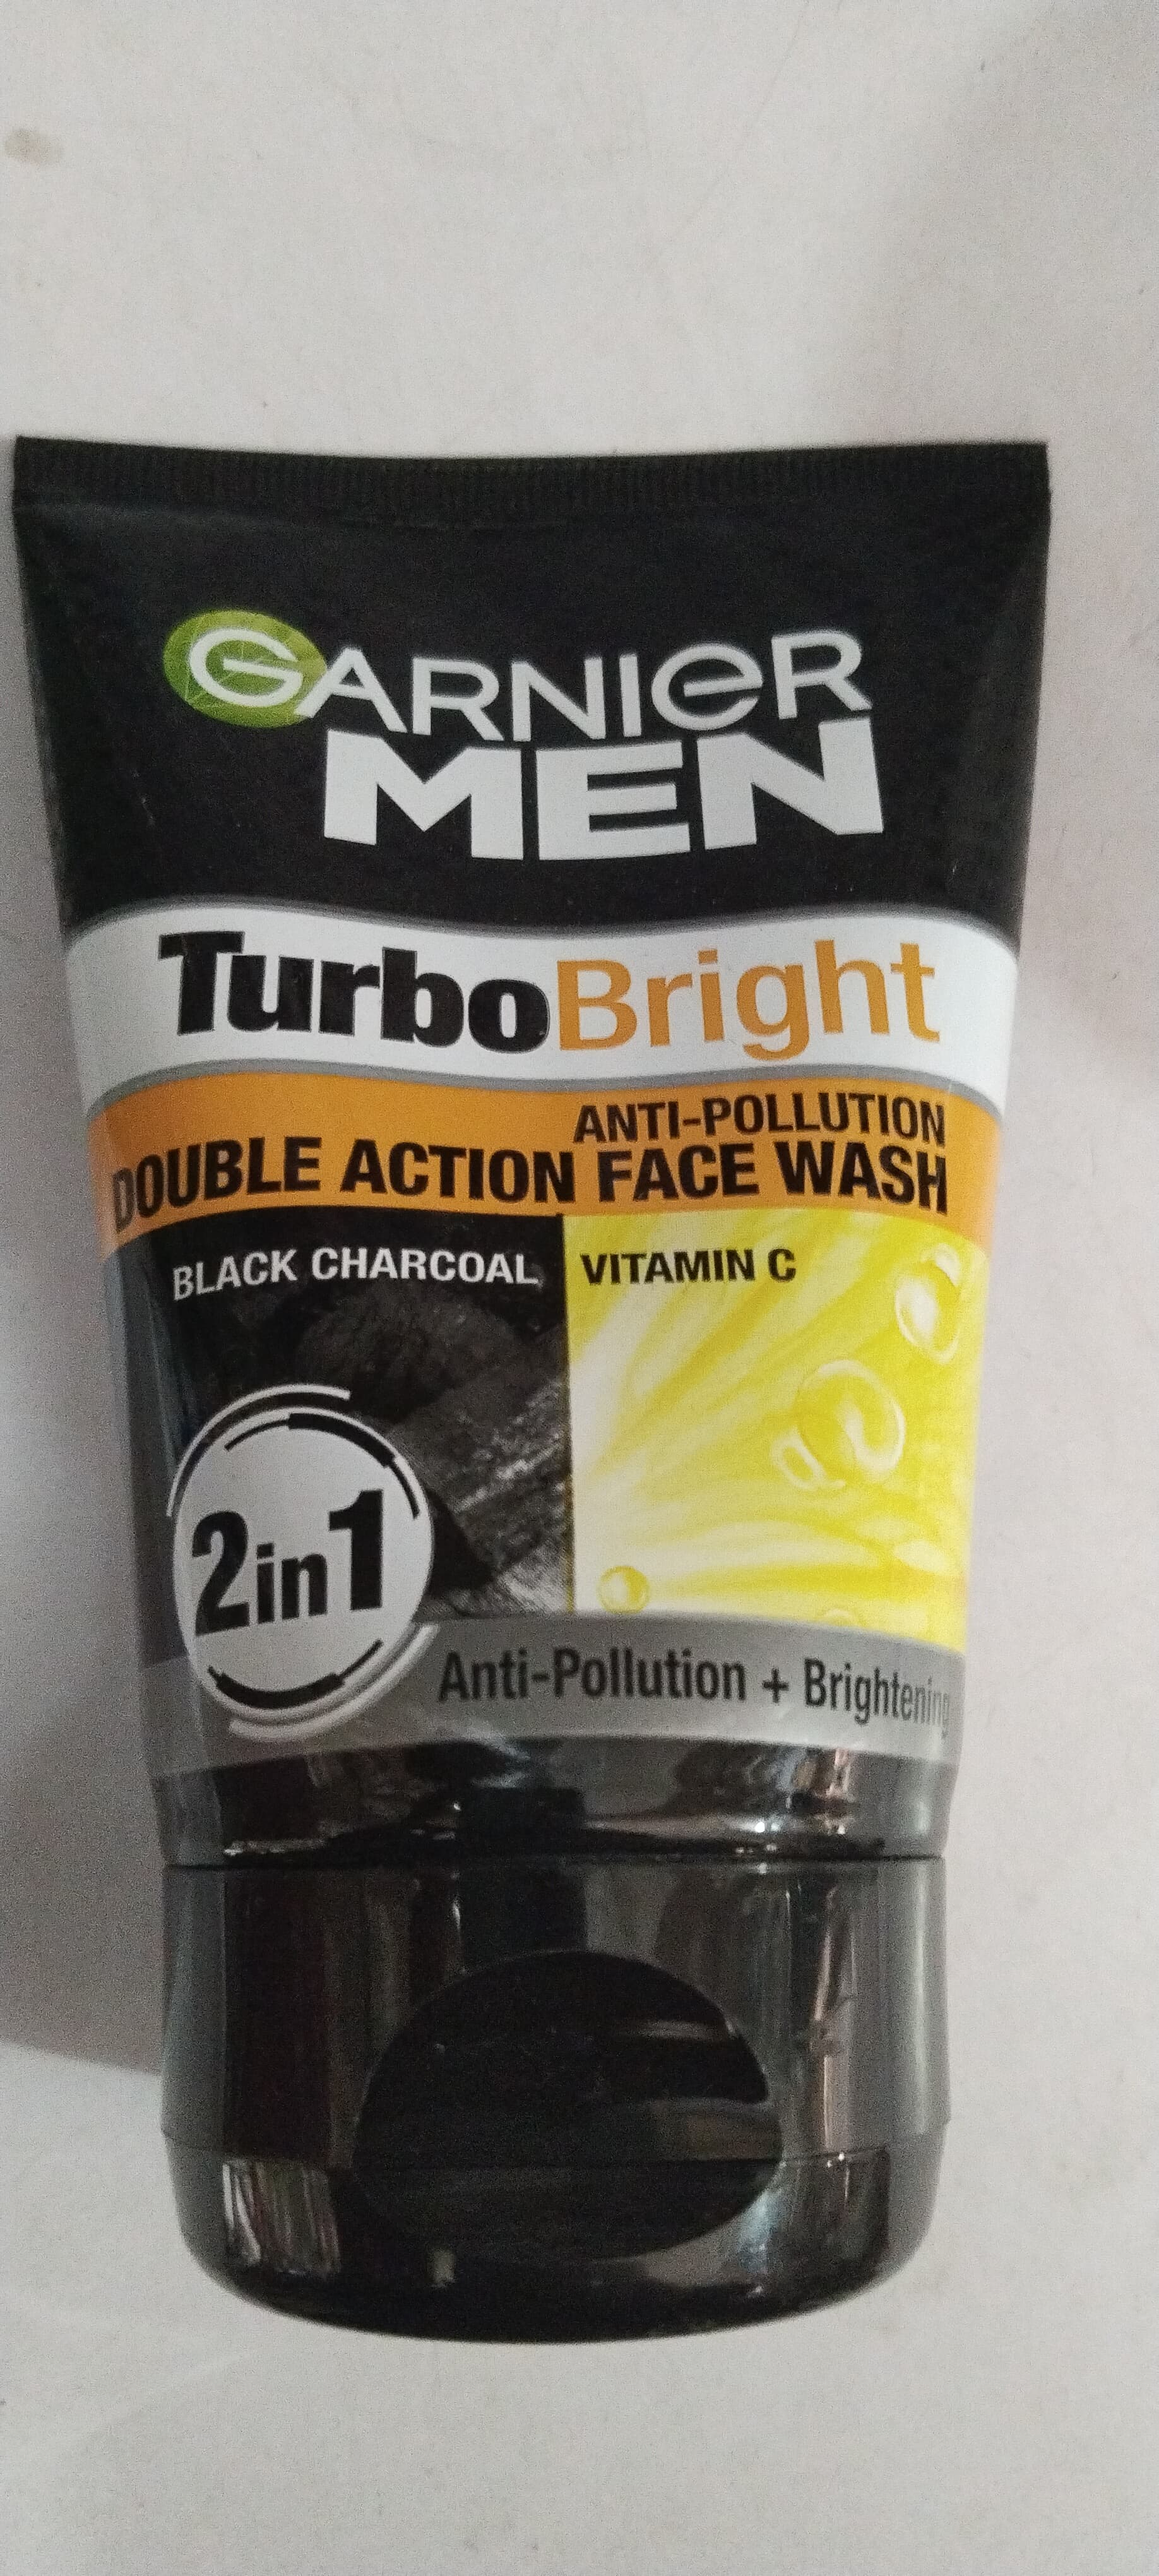 GARNIER
MEN
TurboBright
ANTI-POLLUTION
DOUBLE ACTION FACE WASH
BLACK CHARCOAL VITAMIN C
2in1
Anti-Pollution + Brightening